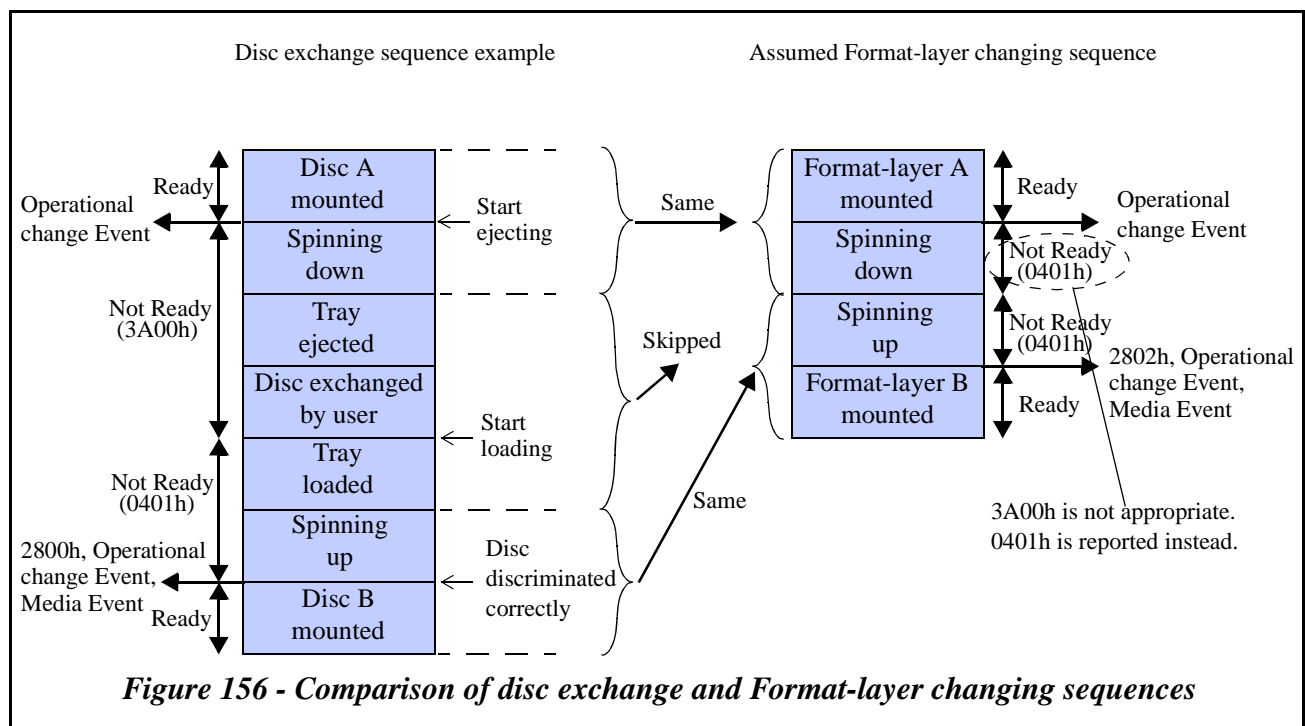 Disc exchange sequence example
Assumed Format-layer changing sequence
Ready
Operational
change Event
Not Ready
(3A00h)
Not Ready
(0401h)
2800h, Operational
change Event,
Media Event
Ready
Disc A
mounted
Spinning
down
Tray
ejected
Disc exchanged
by user
Tray
loaded
Spinning
up
Disc B
mounted
Start
ejecting
Start
loading
Disc
discriminated
correctly
Same
Skipped
Same
Format-layer A
mounted
Spinning
down
Spinning
up
Format-layer B
mounted
Ready
Operational
change Event
Not Ready
(0401h)
Not Ready
(0401h)
2802h, Operational
change Event,
Media Event
Ready
3A00h is not appropriate.
0401h is reported instead.
Figure 156 - Comparison of disc exchange and Format-layer changing sequences